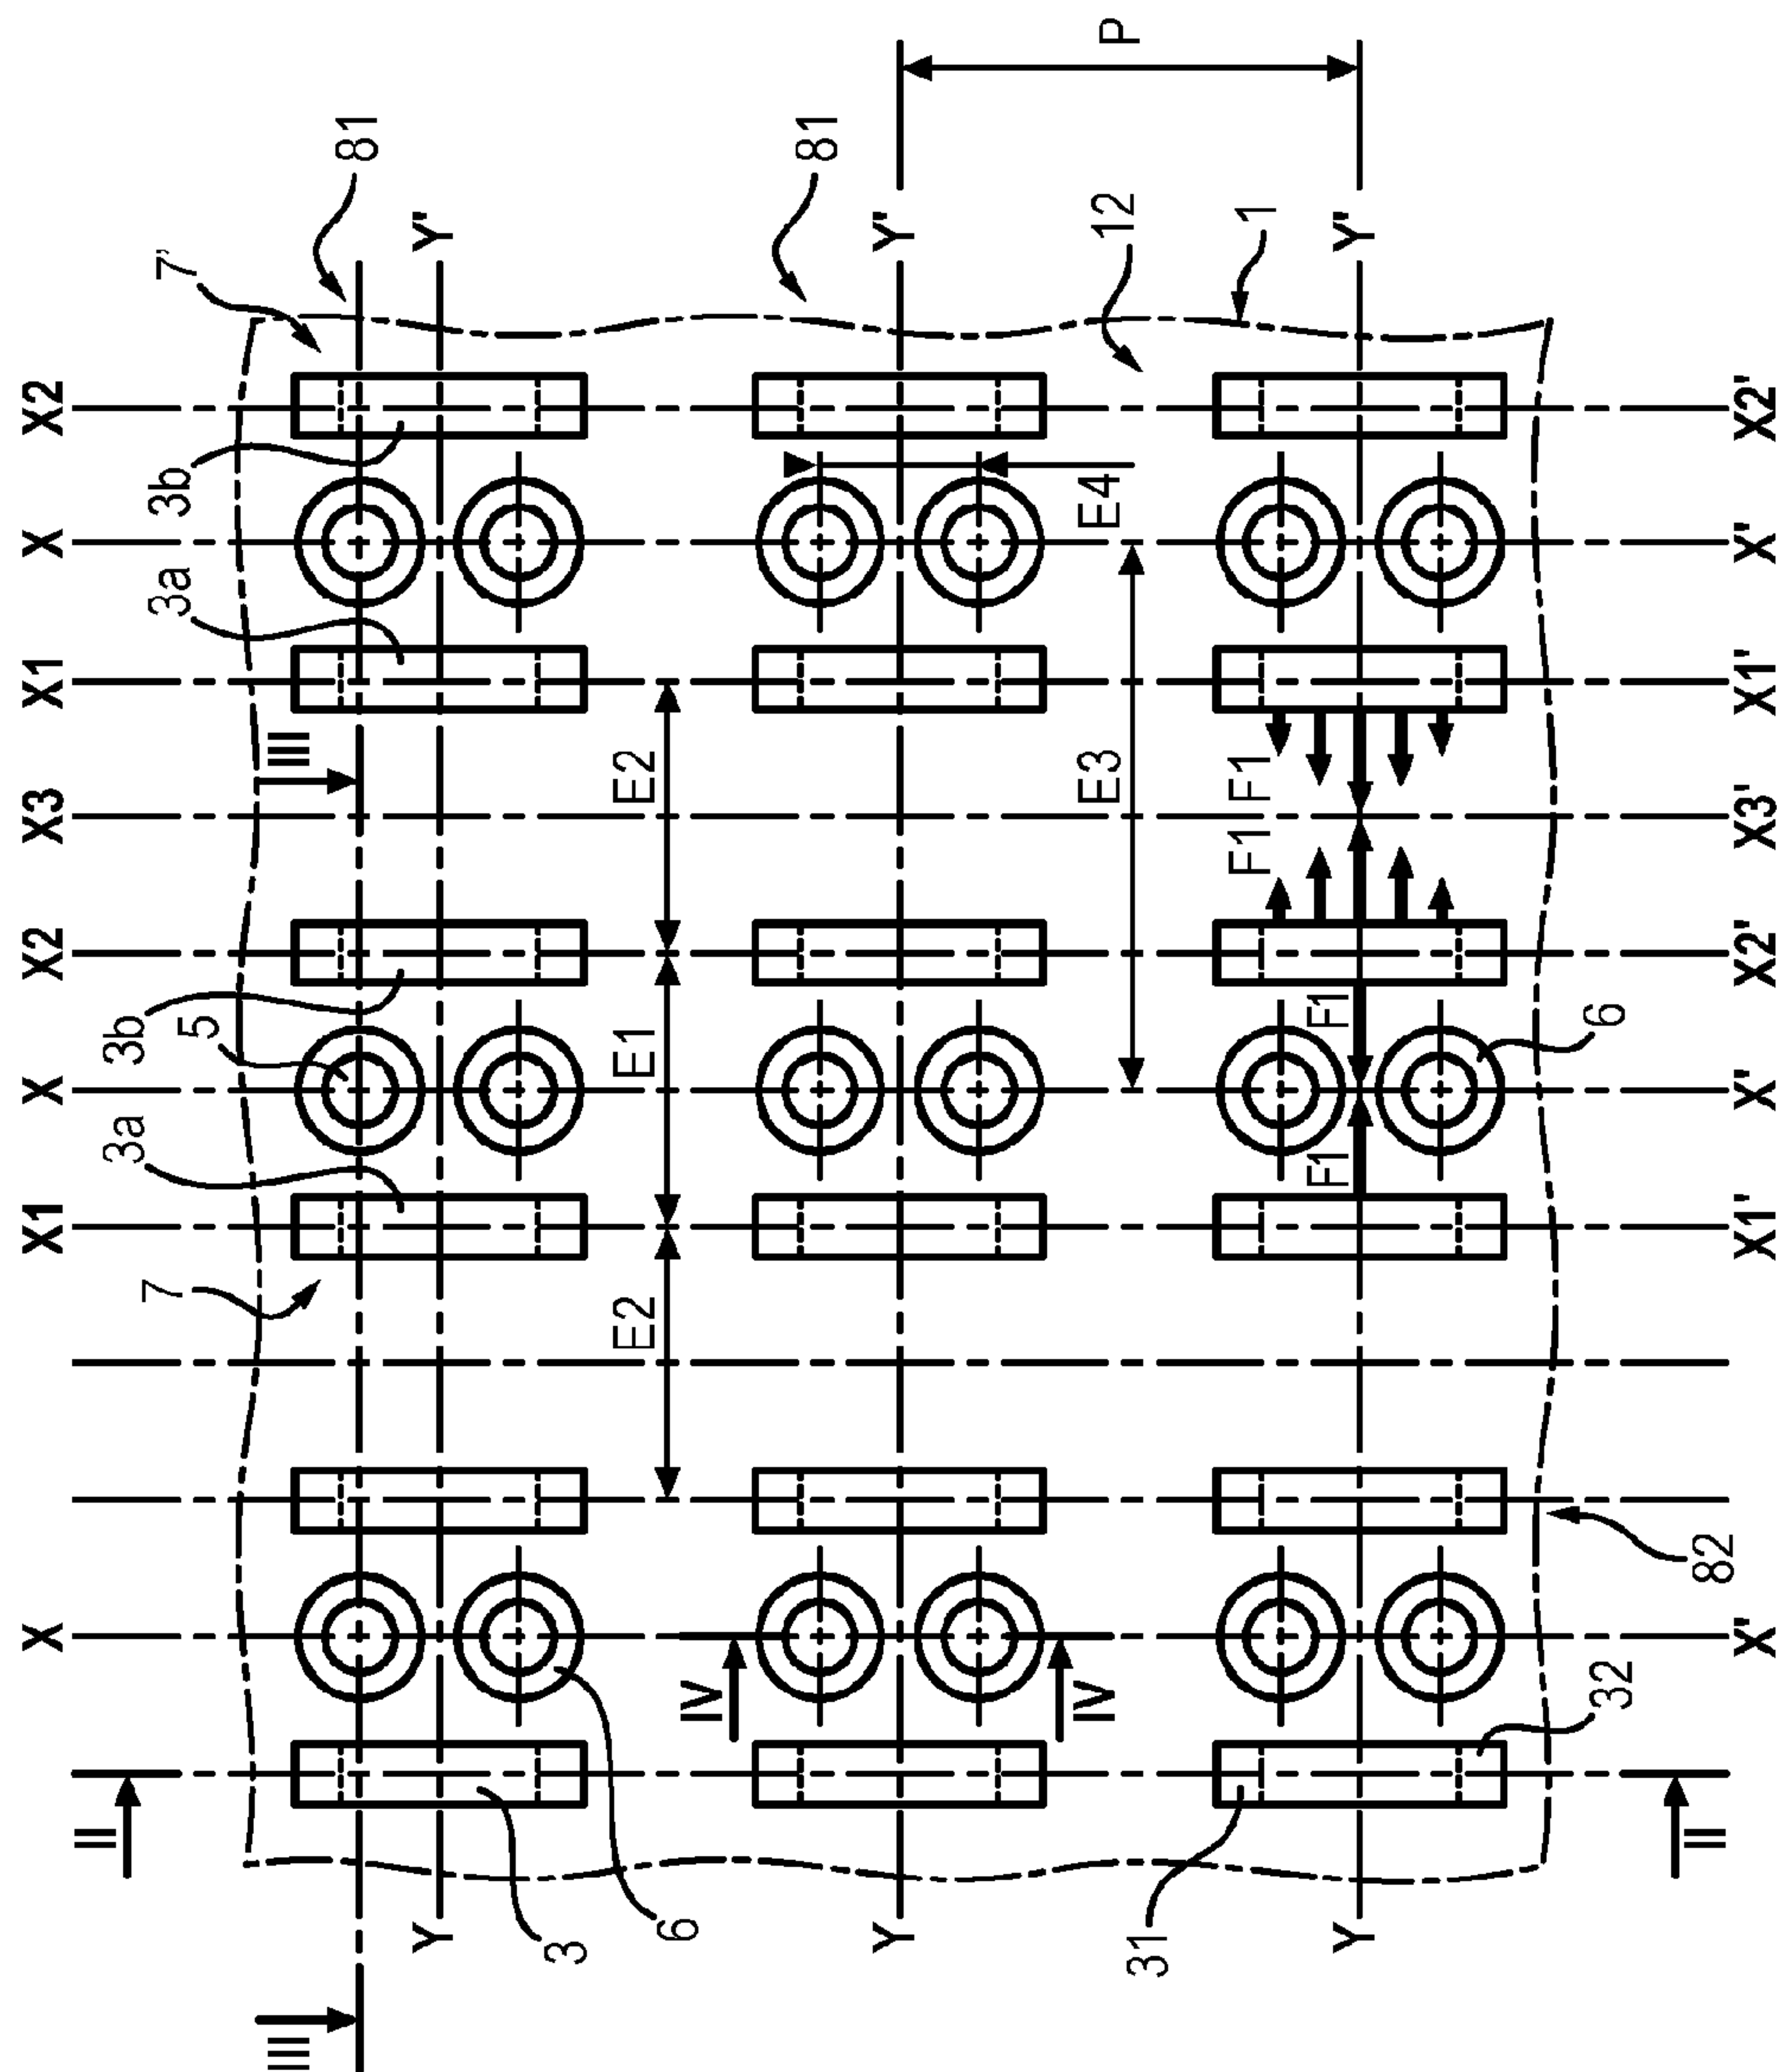 X X1 X X2 X3 X1 X X2
II
3a 3b
7 3a 3b 7'
5
III III
81
Y Y'
3
E2 E1 E2
6
IV
81
Y Y'
IV E3 E4 12 P
31
F1 F1 1
F1 F1
Y Y'
32 6
II 82
X' X1' X' X2' X3' X1' X' X2'